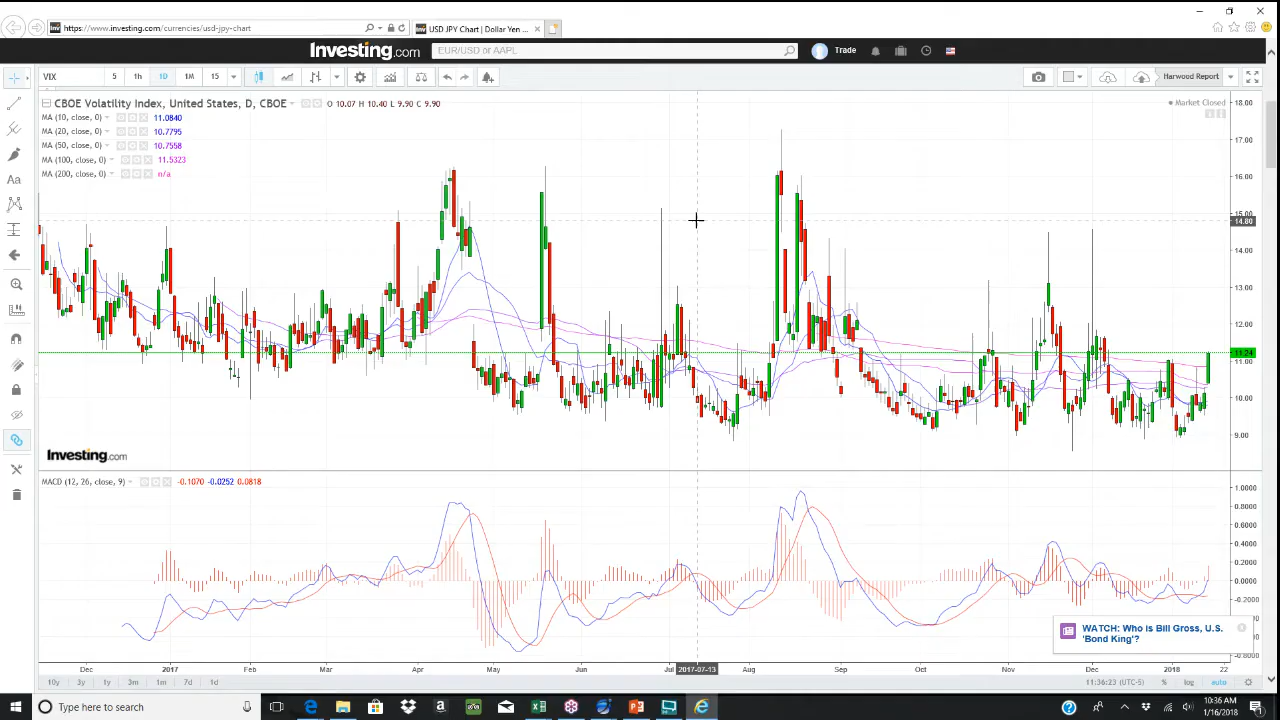 https://www.investing.com/currencies/usd-jpy-chart
USD JPY Chart | Dollar Yen ...
Investing.com
EUR/USD or AAPL
Trade
VIX 5 1h 1D 1M 15
Harwood Report
CBOE Volatility Index, United States, D, CBOE O 10.07 H 10.40 L 9.90 C 9.90
Market Closed
MA (10, close, 0) 11.0840
MA (20, close, 0) 10.7795
MA (50, close, 0) 10.7558
MA (100, close, 0) 11.5323
MA (200, close, 0) n/a
18.00
17.00
16.00
15.00
14.80
14.00
13.00
12.00
11.24
11.00
10.00
9.00
Investing.com
MACD (12, 26, close, 9) -0.1070 -0.0252 0.0818
1.0000
0.8000
0.6000
0.4000
0.2000
0.0000
-0.2000
-0.8000
WATCH: Who is Bill Gross, U.S.
'Bond King'?
Dec 2017 Feb Mar Apr May Jun Jul 2017-07-13 Aug Sep Oct Nov Dec 2018 22
10y 3y 1y 3m 1m 7d 1d
11:36:23 (UTC-5) % log auto
Type here to search
10:36 AM
1/16/2018